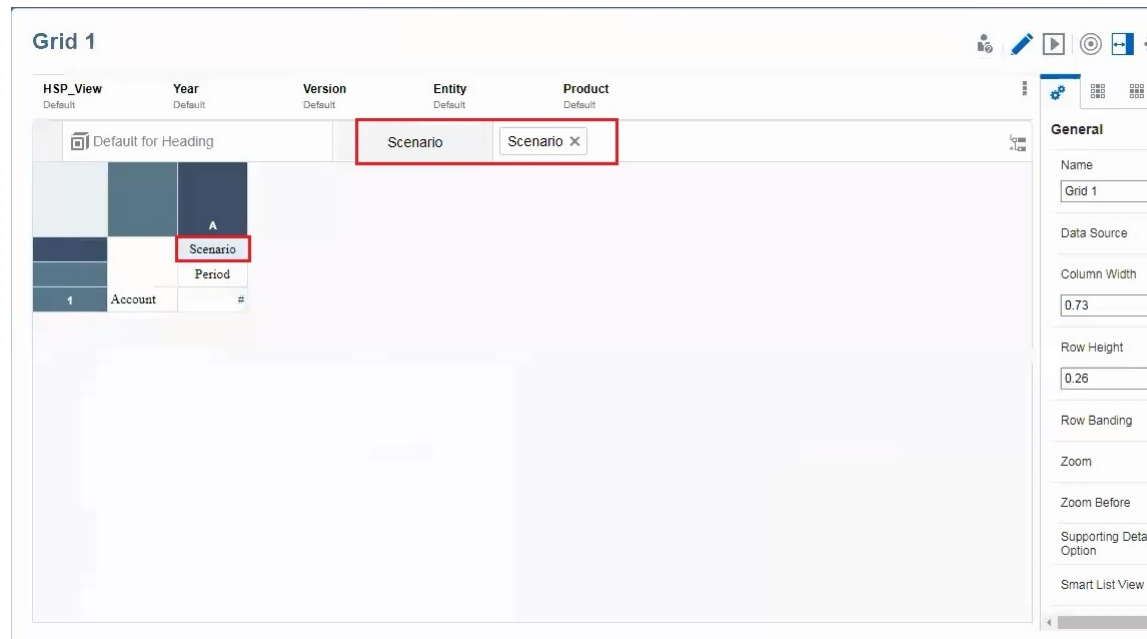 Grid 1
HSP_View Year Version Entity Product
Default Default Default Default Default
Default for Heading Scenario Scenario ✕
A
Scenario
Period
1 Account #
General
Name
Grid 1
Data Source
Column Width
0.73
Row Height
0.26
Row Banding
Zoom
Zoom Before
Supporting Deta
Option
Smart List View